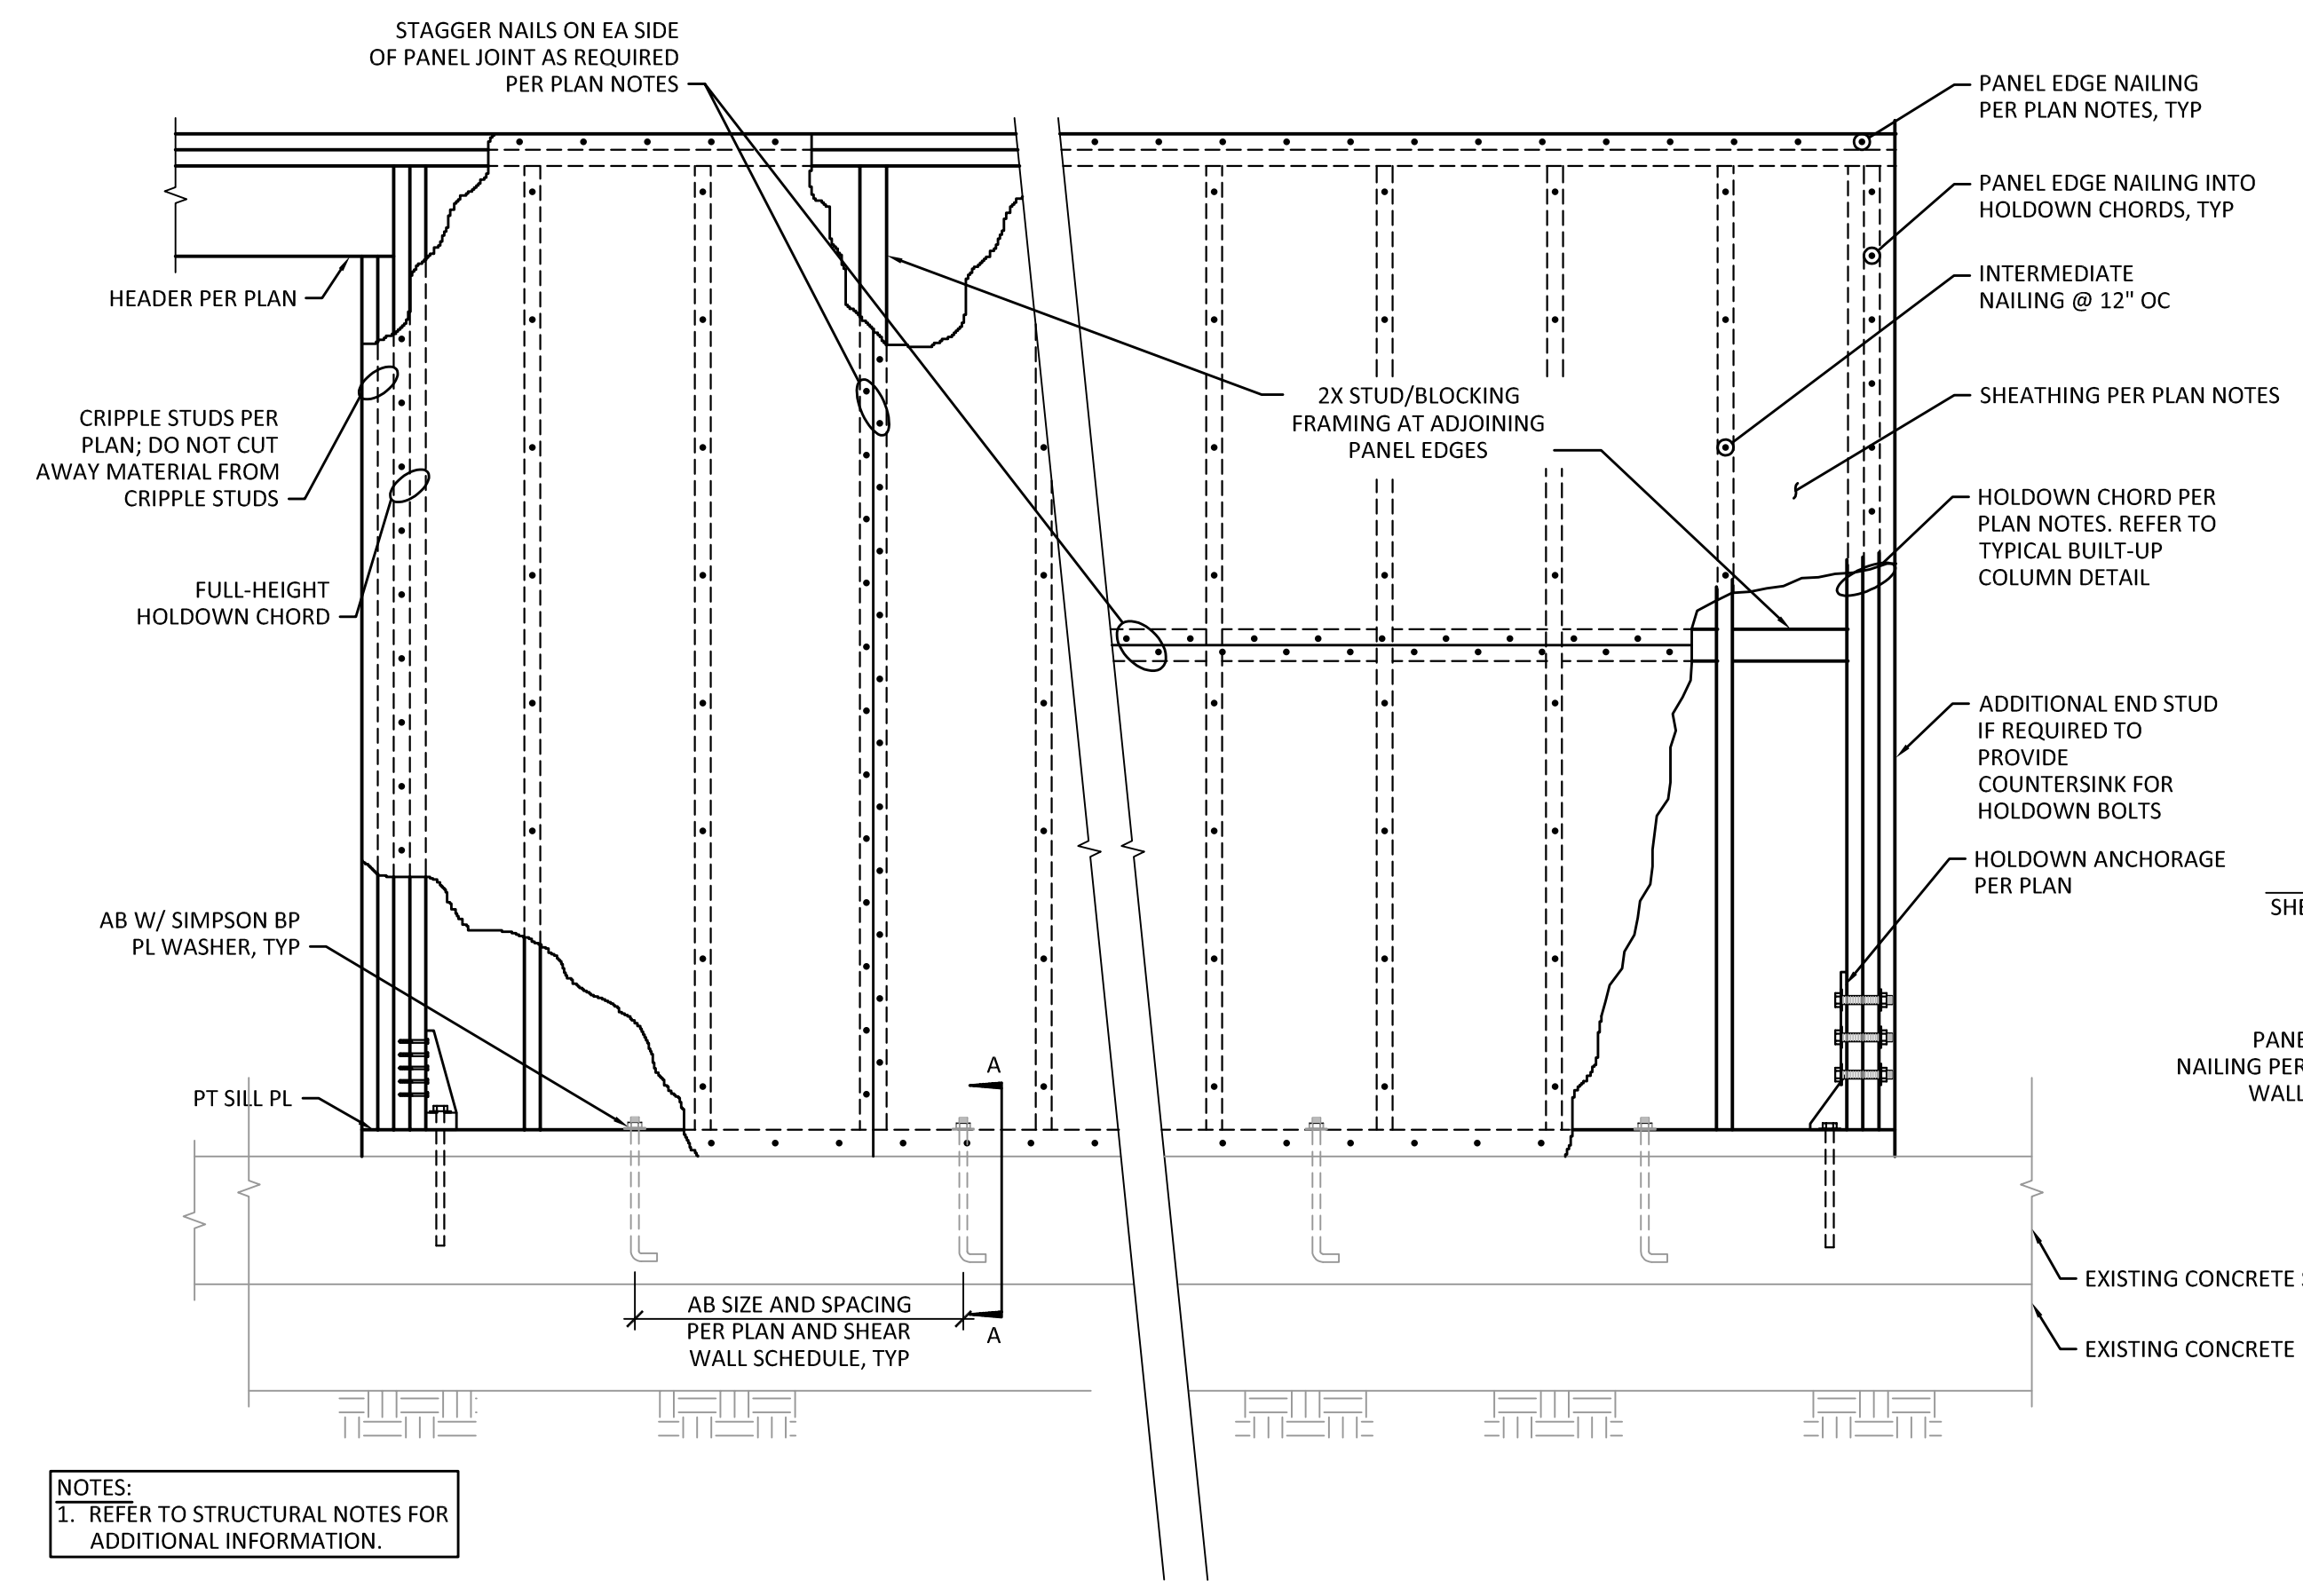 STAGGER NAILS ON EA SIDE
OF PANEL JOINT AS REQUIRED
PER PLAN NOTES
PANEL EDGE NAILING
PER PLAN NOTES, TYP
PANEL EDGE NAILING INTO
HOLDOWN CHORDS, TYP
HEADER PER PLAN
INTERMEDIATE
NAILING @ 12" OC
2X STUD/BLOCKING
FRAMING AT ADJOINING
PANEL EDGES
SHEATHING PER PLAN NOTES
CRIPPLE STUDS PER
PLAN; DO NOT CUT
AWAY MATERIAL FROM
CRIPPLE STUDS
HOLDOWN CHORD PER
PLAN NOTES. REFER TO
TYPICAL BUILT-UP
COLUMN DETAIL
FULL-HEIGHT
HOLDOWN CHORD
ADDITIONAL END STUD
IF REQUIRED TO
PROVIDE
COUNTERSINK FOR
HOLDOWN BOLTS
HOLDOWN ANCHORAGE
PER PLAN
SHE
AB W/ SIMPSON BP
PL WASHER, TYP
PANE
NAILING PER
WALL
A
PT SILL PL
EXISTING CONCRETE
AB SIZE AND SPACING
PER PLAN AND SHEAR
WALL SCHEDULE, TYP
A
EXISTING CONCRETE
NOTES:
1. REFER TO STRUCTURAL NOTES FOR
ADDITIONAL INFORMATION.